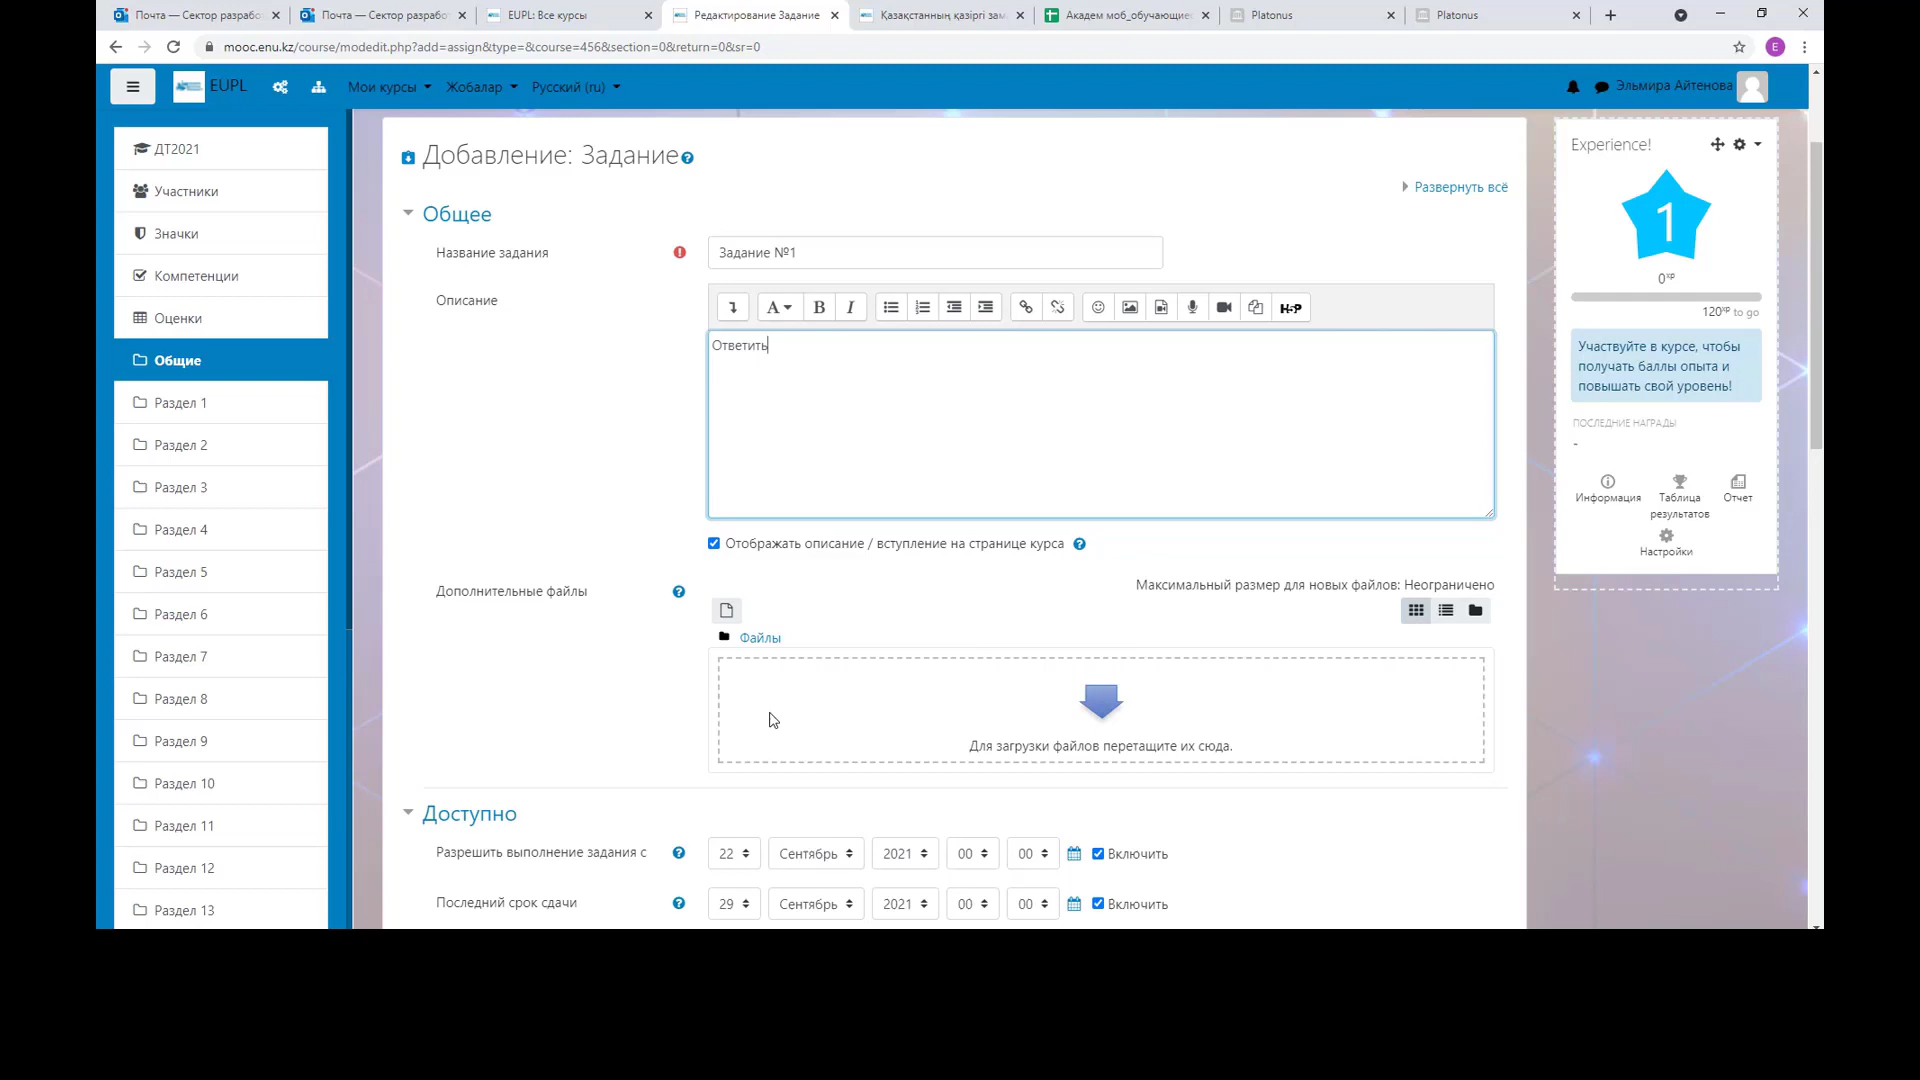 Почта — Сектор разрабо
Почта — Сектор разрабо
EUPL: Все курсы
Редактирование Задание
Қазақстанның қазіргі зам
Академ моб_обучающие
Platonus
Platonus
mooc.enu.kz/course/modedit.php?add=assign&type=&course=456&section=0&return=0&sr=0
E
EUPL
Мои курсы
Жобалар
Русский (ru)
Эльмира Айтенова
ДТ2021
Участники
Значки
Компетенции
Оценки
Общие
Раздел 1
Раздел 2
Раздел 3
Раздел 4
Раздел 5
Раздел 6
Раздел 7
Раздел 8
Раздел 9
Раздел 10
Раздел 11
Раздел 12
Раздел 13
Добавление: Задание
Развернуть всё
Общее
Название задания
Задание №1
Описание
A B I H-P
Ответить
Отображать описание / вступление на странице курса
Дополнительные файлы
Максимальный размер для новых файлов: Неограничено
Файлы
Для загрузки файлов перетащите их сюда.
Доступно
Разрешить выполнение задания с
22 Сентябрь 2021 00 00 Включить
Последний срок сдачи
29 Сентябрь 2021 00 00 Включить
Experience!
1
0xp
120xp to go
Участвуйте в курсе, чтобы
получать баллы опыта и
повышать свой уровень!
ПОСЛЕДНИЕ НАГРАДЫ
-
Информация
Таблица
результатов
Отчет
Настройки